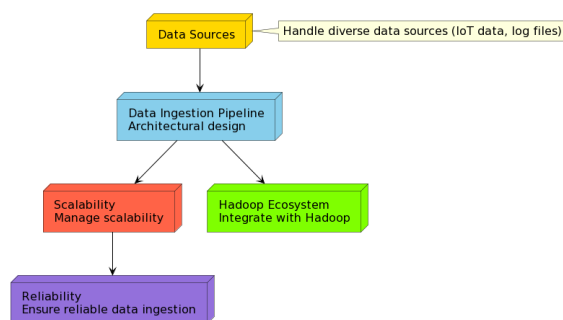 Data Sources
Handle diverse data sources (IoT data, log files)
Data Ingestion Pipeline
Architectural design
Scalability
Manage scalability
Hadoop Ecosystem
Integrate with Hadoop
Reliability
Ensure reliable data ingestion